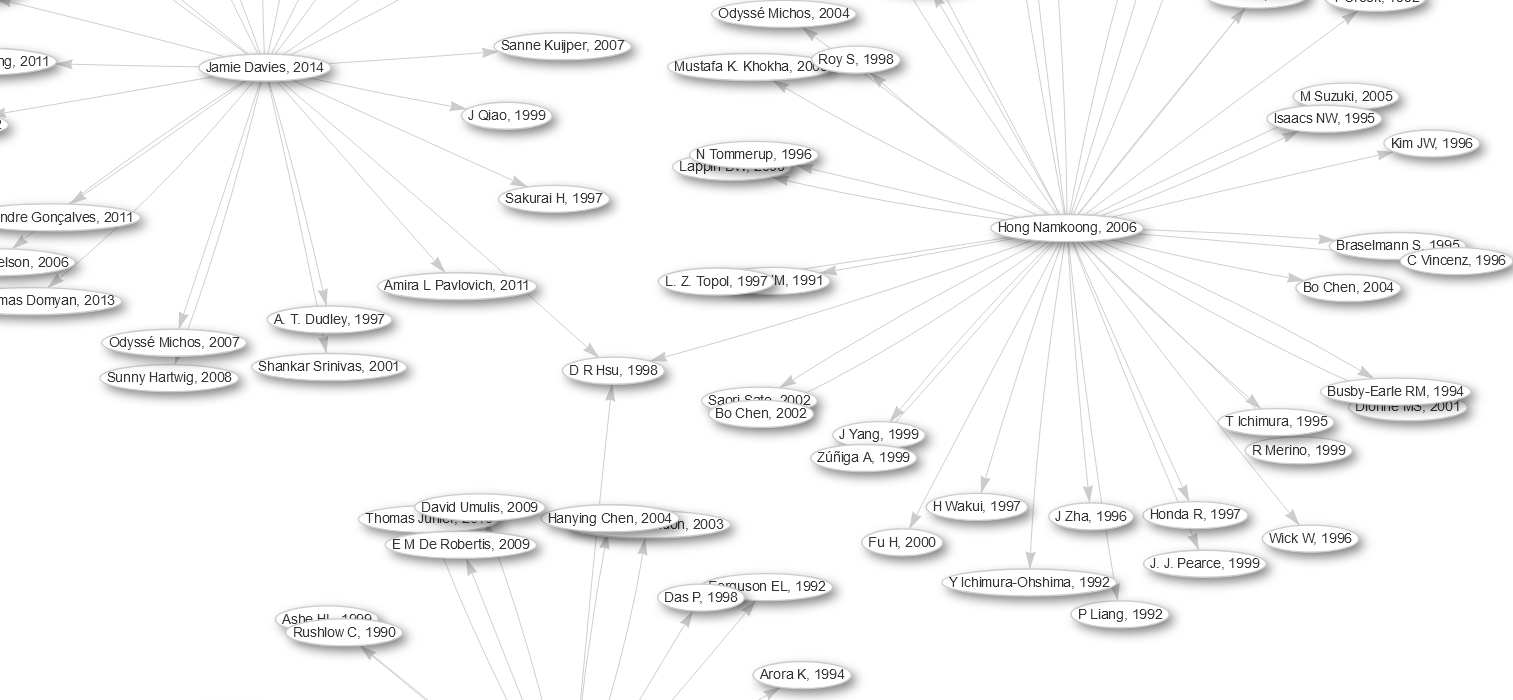 Odyssé Michos, 2004
1992
Sanne Kuijper, 2007
ng, 2011
Jamie Davies, 2014
Mustafa K. Khokha, 200
Roy S, 1998
M Suzuki, 2005
J Qiao, 1999
Isaacs NW, 1995
Kim JW, 1996
N Tommerup, 1996
Sakurai H, 1997
ndre Gonçalves, 2011
Hong Namkoong, 2006
Braselmann S, 1995
elson, 2006
C Vincenz, 1996
L. Z. Topol, 1997
M, 1991
Amira L Pavlovich, 2011
Bo Chen, 2004
mas Domyan, 2013
A. T. Dudley, 1997
Odyssé Michos, 2007
Shankar Srinivas, 2001
D R Hsu, 1998
Sunny Hartwig, 2008
Busby-Earle RM, 1994
Saori Sato, 2002
Dionne MS, 2001
Bo Chen, 2002
T Ichimura, 1995
J Yang, 1999
R Merino, 1999
Zúñiga A, 1999
David Umulis, 2009
H Wakui, 1997
Thomas
Hanying Chen, 2004
don, 2003
J Zha, 1996
Honda R, 1997
E M De Robertis, 2009
Fu H, 2000
Wick W, 1996
J. J. Pearce, 1999
Y Ichimura-Ohshima, 1992
Ferguson EL, 1992
Das P, 1998
P Liang, 1992
Ashe HL, 1999
Rushlow C, 1990
Arora K, 1994